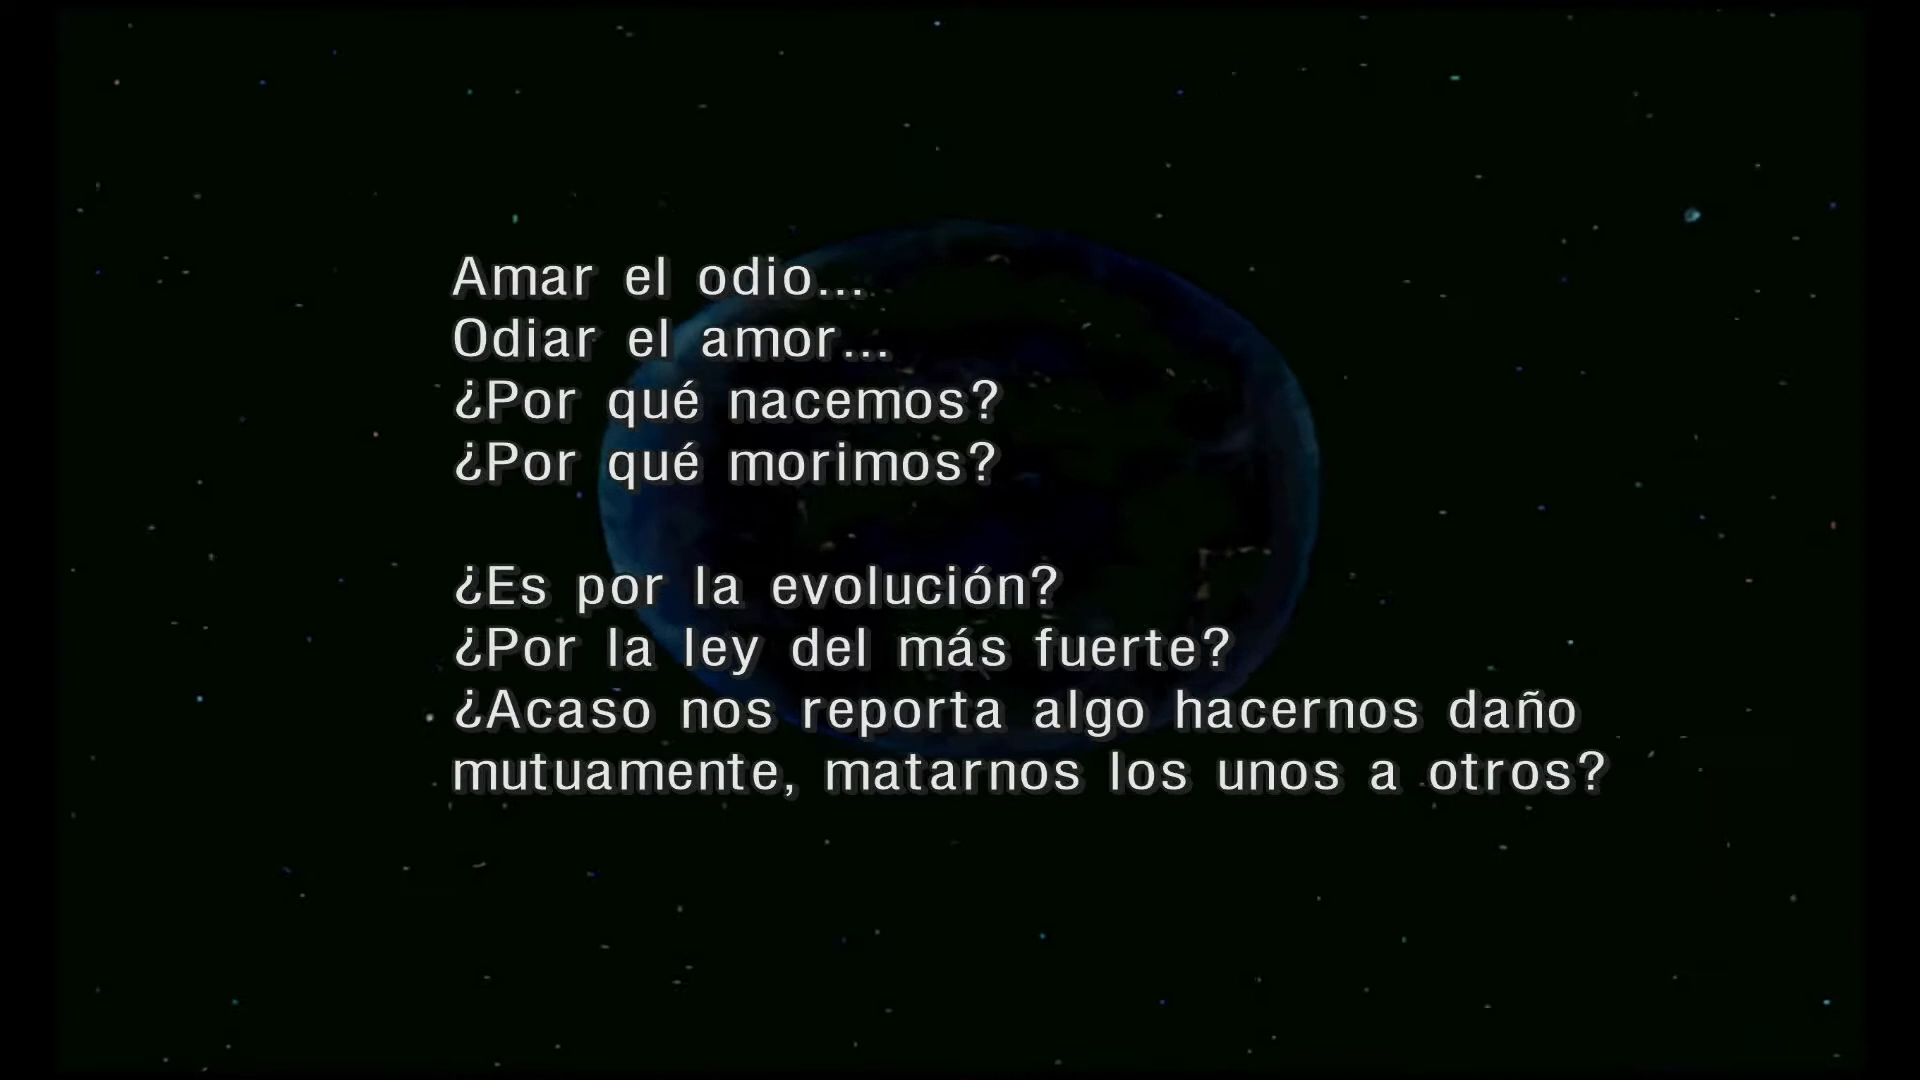 Amar el odio...
Odiar el amor...
¿Por qué nacemos?
¿Por qué morimos?
¿Es por la evolución?
¿Por la ley del más fuerte?
¿Acaso nos reporta algo hacernos daño
mutuamente, matarnos los unos a otros?